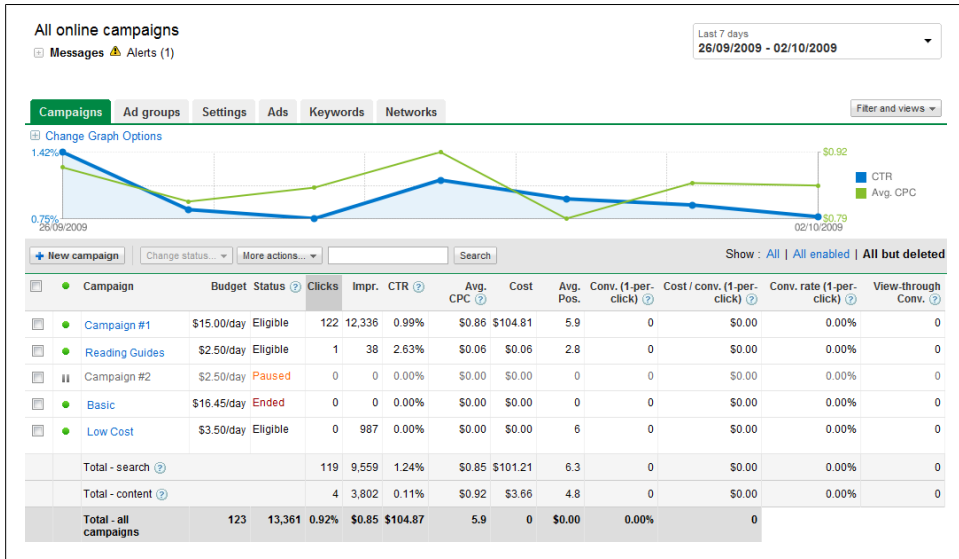 All online campaigns
Messages Alerts (1)
Last 7 days
26/09/2009 - 02/10/2009
Campaigns Ad groups Settings Ads Keywords Networks Filter and views
Change Graph Options
1.42% $0.92
CTR
Avg. CPC
0.75% $0.79
26/09/2009 02/10/2009
New campaign Change status... More actions... Search Show : All | All enabled | All but deleted
Campaign Budget Status ? Clicks Impr. CTR ? Avg. CPC ? Cost Avg. Pos. Conv. (1-per-click) ? Cost / conv. (1-per-click) ? Conv. rate (1-per-click) ? View-through Conv. ?
Campaign #1 $15.00/day Eligible 122 12,336 0.99% $0.86 $104.81 5.9 0 $0.00 0.00% 0
Reading Guides $2.50/day Eligible 1 38 2.63% $0.06 $0.06 2.8 0 $0.00 0.00% 0
Campaign #2 $2.50/day Paused 0 0 0.00% $0.00 $0.00 0 0 $0.00 0.00% 0
Basic $16.45/day Ended 0 0 0.00% $0.00 $0.00 0 0 $0.00 0.00% 0
Low Cost $3.50/day Eligible 0 987 0.00% $0.00 $0.00 6 0 $0.00 0.00% 0
Total - search ? 119 9,559 1.24% $0.85 $101.21 6.3 0 $0.00 0.00% 0
Total - content ? 4 3,802 0.11% $0.92 $3.66 4.8 0 $0.00 0.00% 0
Total - all campaigns 123 13,361 0.92% $0.85 $104.87 5.9 0 $0.00 0.00% 0